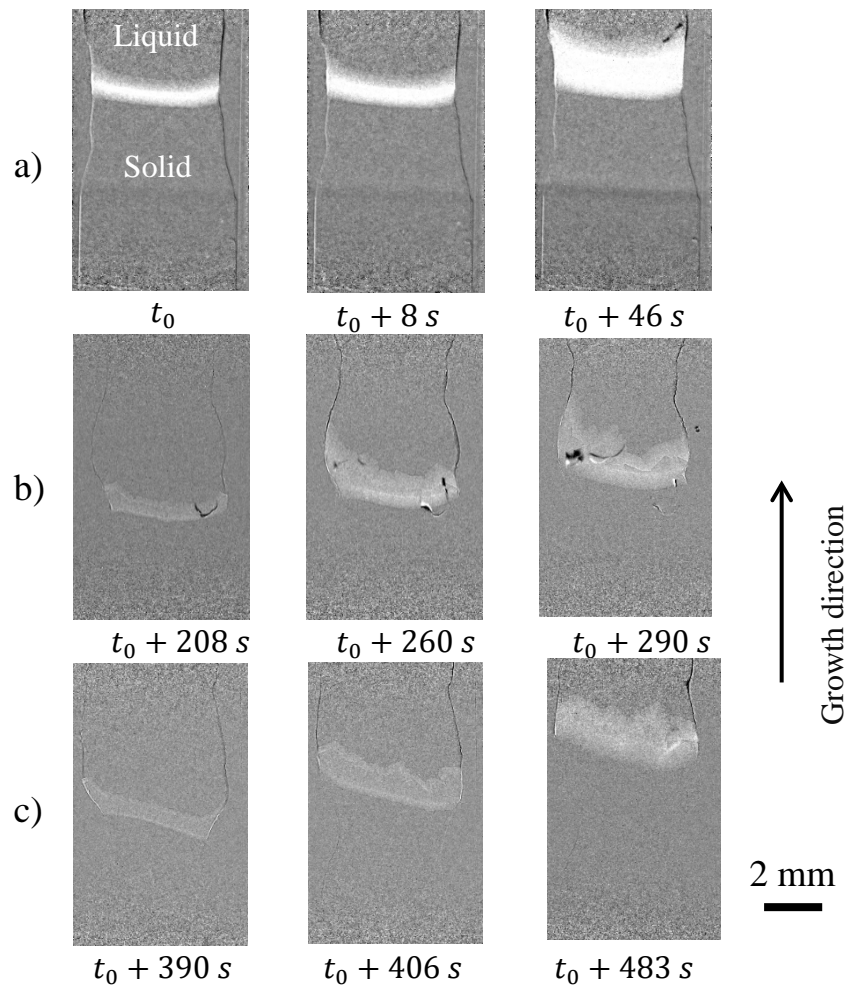 Liquid
Solid
a)
t₀
t₀ + 8 s
t₀ + 46 s
b)
t₀ + 208 s
t₀ + 260 s
t₀ + 290 s
Growth direction
c)
t₀ + 390 s
t₀ + 406 s
t₀ + 483 s
2 mm